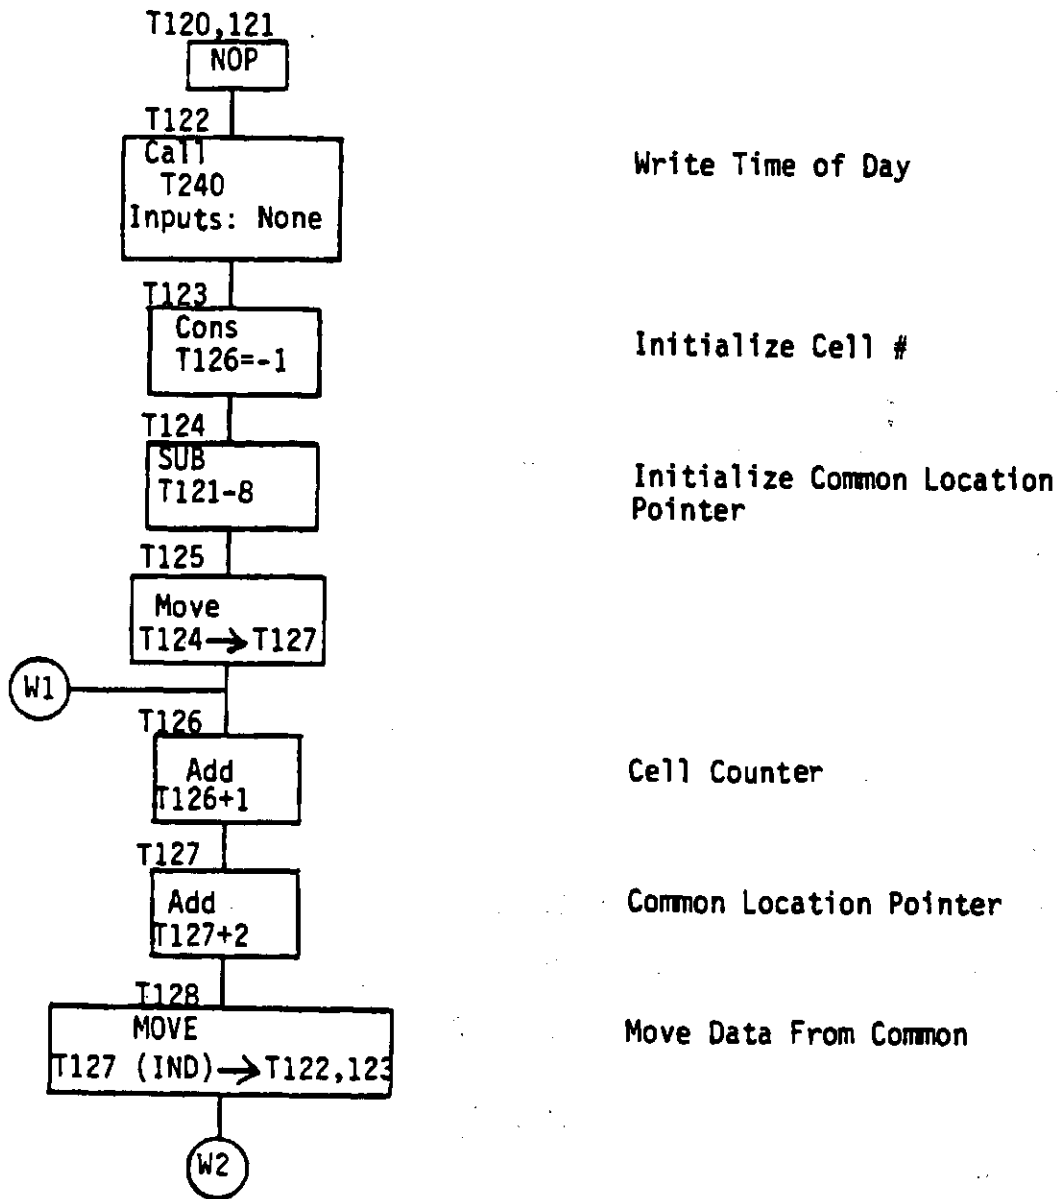 T120,121
NOP
T122
Call
T240
Inputs: None
Write Time of Day
T123
Cons
T126=-1
Initialize Cell #
T124
SUB
T121-8
Initialize Common Location
Pointer
T125
Move
T124→T127
W1
T126
Add
T126+1
Cell Counter
T127
Add
T127+2
Common Location Pointer
T128
MOVE
T127 (IND)→T122,123
Move Data From Common
W2